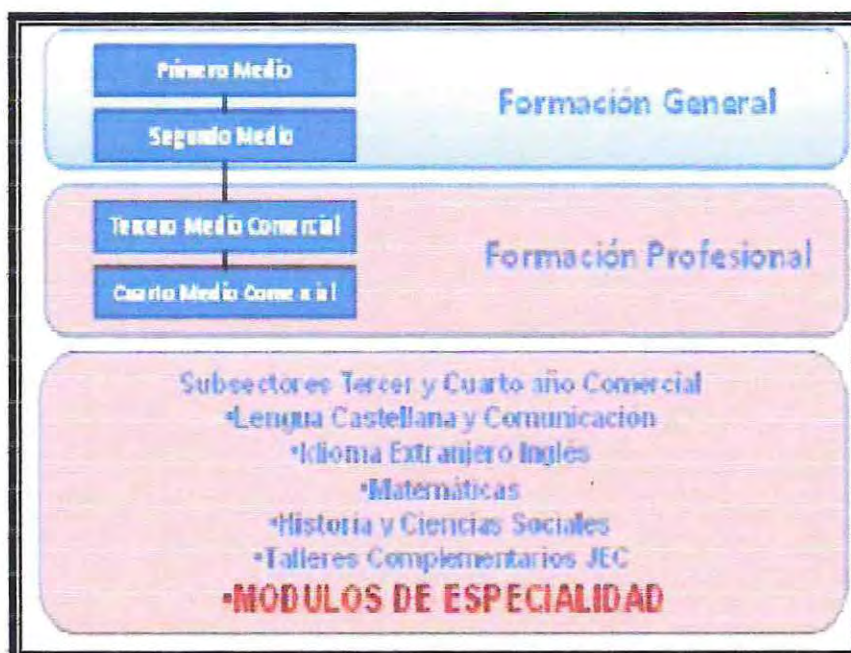 Primero Medio
Segundo Medio
Formación General
Tercero Medio Comercial
Cuarto Medio Comercial
Formación Profesional
Subsectores Tercer y Cuarto año Comercial
•Lengua Castellana y Comunicación
•Idioma Extranjero Inglés
•Matemáticas
•Historia y Ciencias Sociales
•Talleres Complementarios JEC
•MODULOS DE ESPECIALIDAD